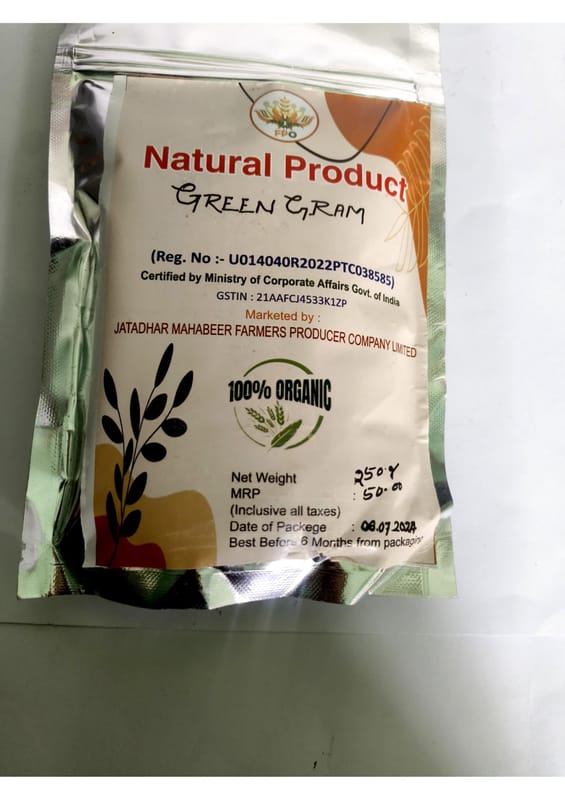 FPO
Natural Product
GREEN GRAM
(Reg. No :- U014040R2022PTC038585)
Certified by Ministry of Corporate Affairs Govt. of India
GSTIN : 21AAFCJ4533K1ZP
Marketed by :
JATADHAR MAHABEER FARMERS PRODUCER COMPANY LIMITED
100% ORGANIC
Net Weight 250 g
MRP : 50.00
(Inclusive all taxes)
Date of Packege : 08.07.2024
Best Before 6 Months from packaging